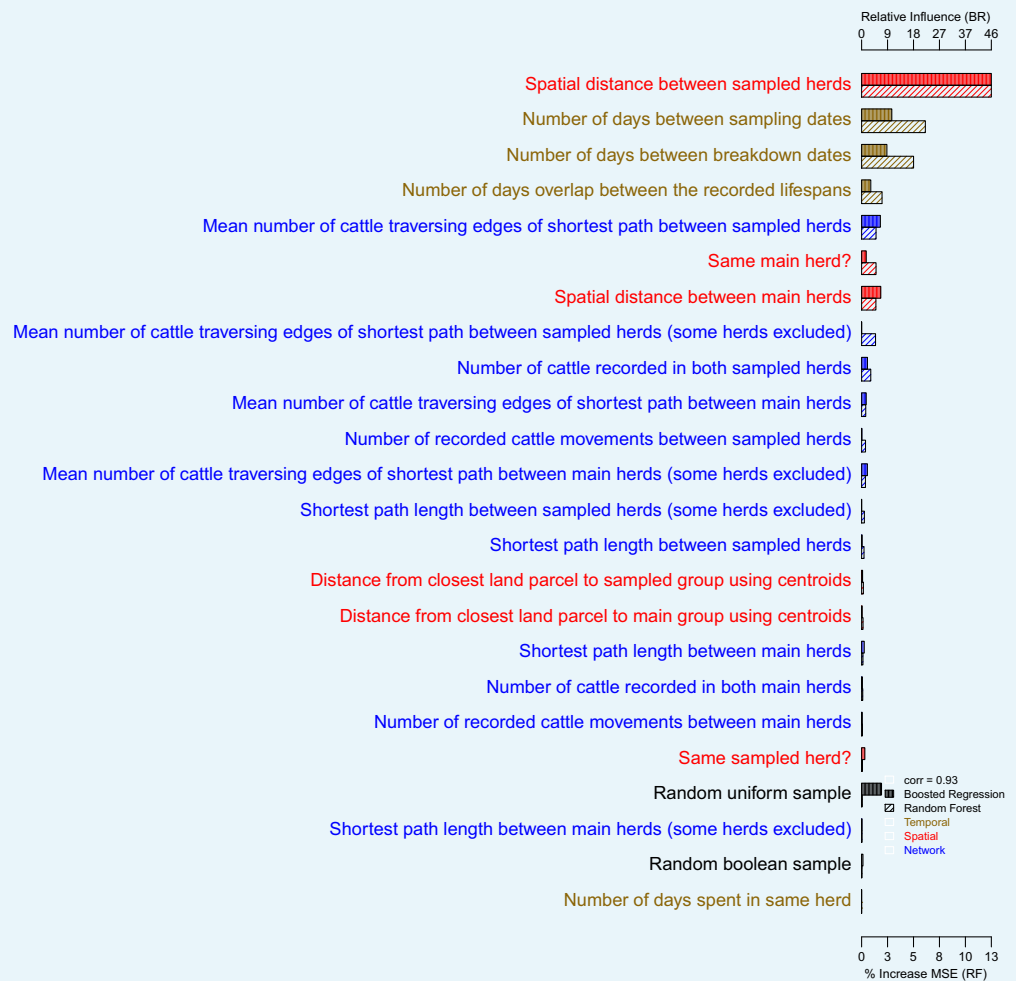 Relative Influence (BR)
0 9 18 27 37 46
Spatial distance between sampled herds
Number of days between sampling dates
Number of days between breakdown dates
Number of days overlap between the recorded lifespans
Mean number of cattle traversing edges of shortest path between sampled herds
Same main herd?
Spatial distance between main herds
Mean number of cattle traversing edges of shortest path between sampled herds (some herds excluded)
Number of cattle recorded in both sampled herds
Mean number of cattle traversing edges of shortest path between main herds
Number of recorded cattle movements between sampled herds
Mean number of cattle traversing edges of shortest path between main herds (some herds excluded)
Shortest path length between sampled herds (some herds excluded)
Shortest path length between sampled herds
Distance from closest land parcel to sampled group using centroids
Distance from closest land parcel to main group using centroids
Shortest path length between main herds
Number of cattle recorded in both main herds
Number of recorded cattle movements between main herds
Same sampled herd?
Random uniform sample
Shortest path length between main herds (some herds excluded)
Random boolean sample
Number of days spent in same herd
corr = 0.93
Boosted Regression
Random Forest
Temporal
Spatial
Network
0 3 5 8 10 13
% Increase MSE (RF)